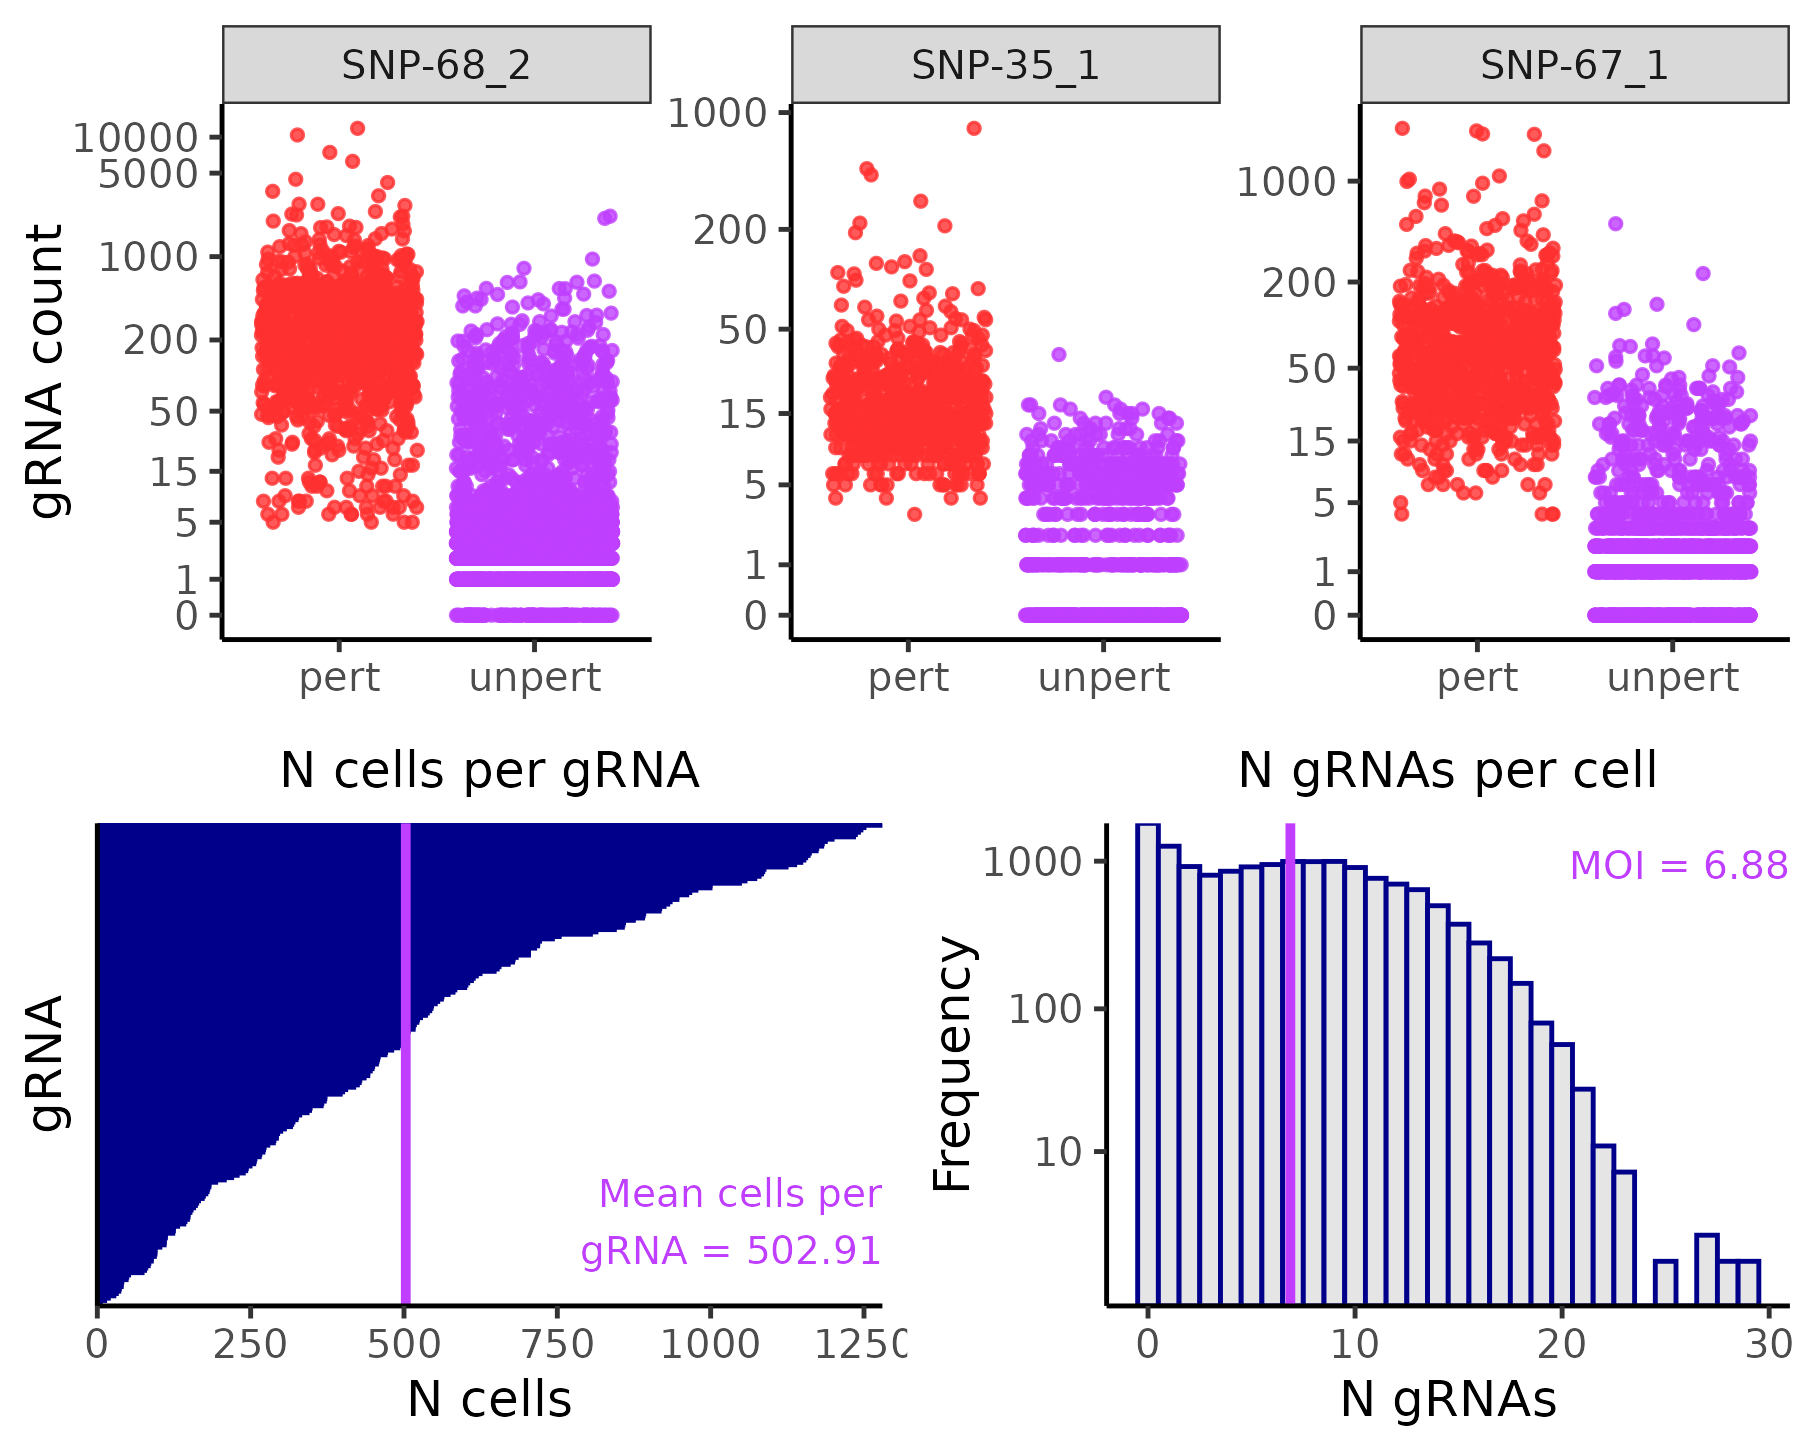 SNP-68_2
SNP-35_1
SNP-67_1
gRNA count
10000
5000
1000
200
50
15
5
1
0
pert
unpert
1000
200
50
15
5
1
0
pert
unpert
1000
200
50
15
5
1
0
pert
unpert
N cells per gRNA
gRNA
Mean cells per
gRNA = 502.91
0 250 500 750 1000 1250
N cells
N gRNAs per cell
Frequency
1000
100
10
MOI = 6.88
0 10 20 30
N gRNAs